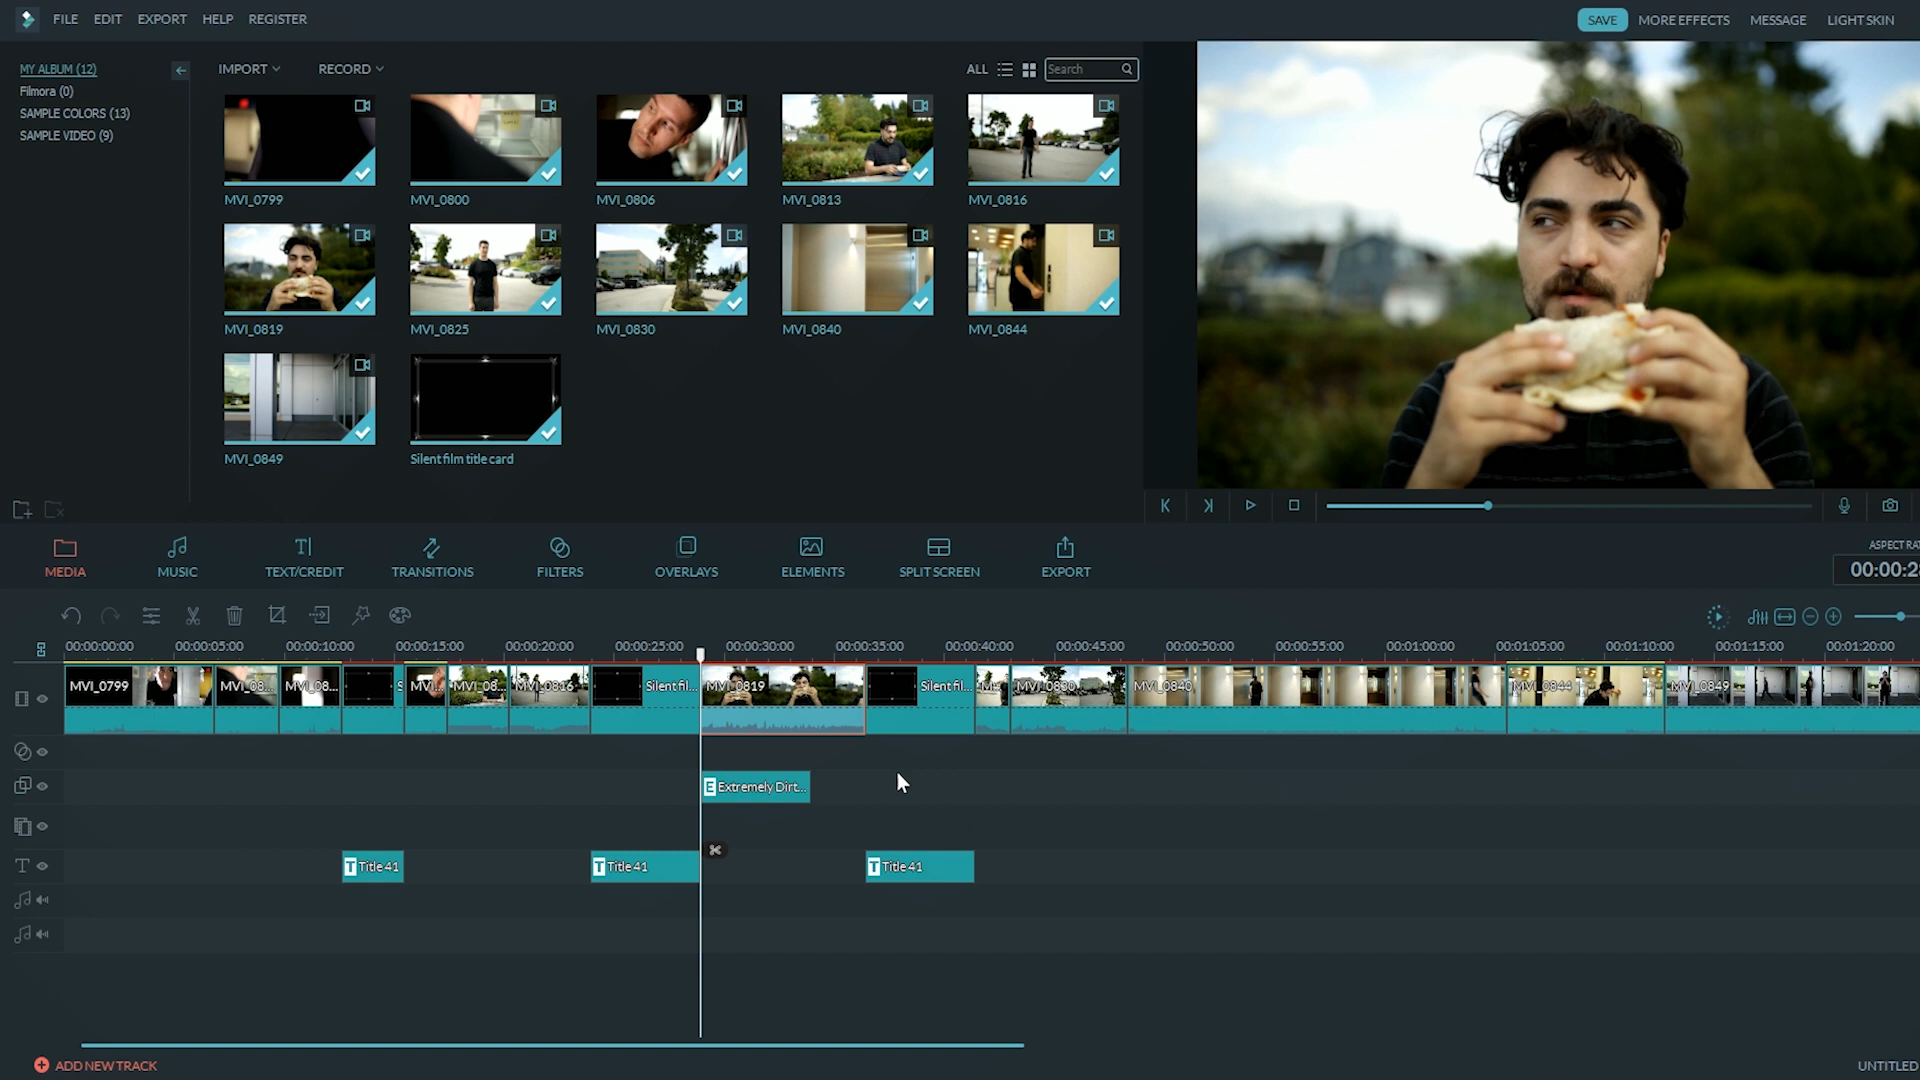 FILE EDIT EXPORT HELP REGISTER
SAVE MORE EFFECTS MESSAGE LIGHT SKIN
MY ALBUM (12)
Filmora (0)
SAMPLE COLORS (13)
SAMPLE VIDEO (9)
IMPORT RECORD ALL Search
MVI_0799 MVI_0800 MVI_0806 MVI_0813 MVI_0816
MVI_0819 MVI_0825 MVI_0830 MVI_0840 MVI_0844
MVI_0849 Silent film title card
MEDIA MUSIC TEXT/CREDIT TRANSITIONS FILTERS OVERLAYS ELEMENTS SPLIT SCREEN EXPORT
ASPECT RAT
00:00:2
00:00:00:00 00:00:05:00 00:00:10:00 00:00:15:00 00:00:20:00 00:00:25:00 00:00:30:00 00:00:35:00 00:00:40:00 00:00:45:00 00:00:50:00 00:00:55:00 00:01:00:00 00:01:05:00 00:01:10:00 00:01:15:00 00:01:20:00
MVI_0799 MVI_08... MVI_08... S MVI... MVI_08... MVI_0816 Silent fil... MVI_0819 Silent fil... M... MVI_0830 MVI_0840 MVI_0844 MVI_0849
E Extremely Dirt...
T Title 41 T Title 41 T Title 41
ADD NEW TRACK
UNTITLED